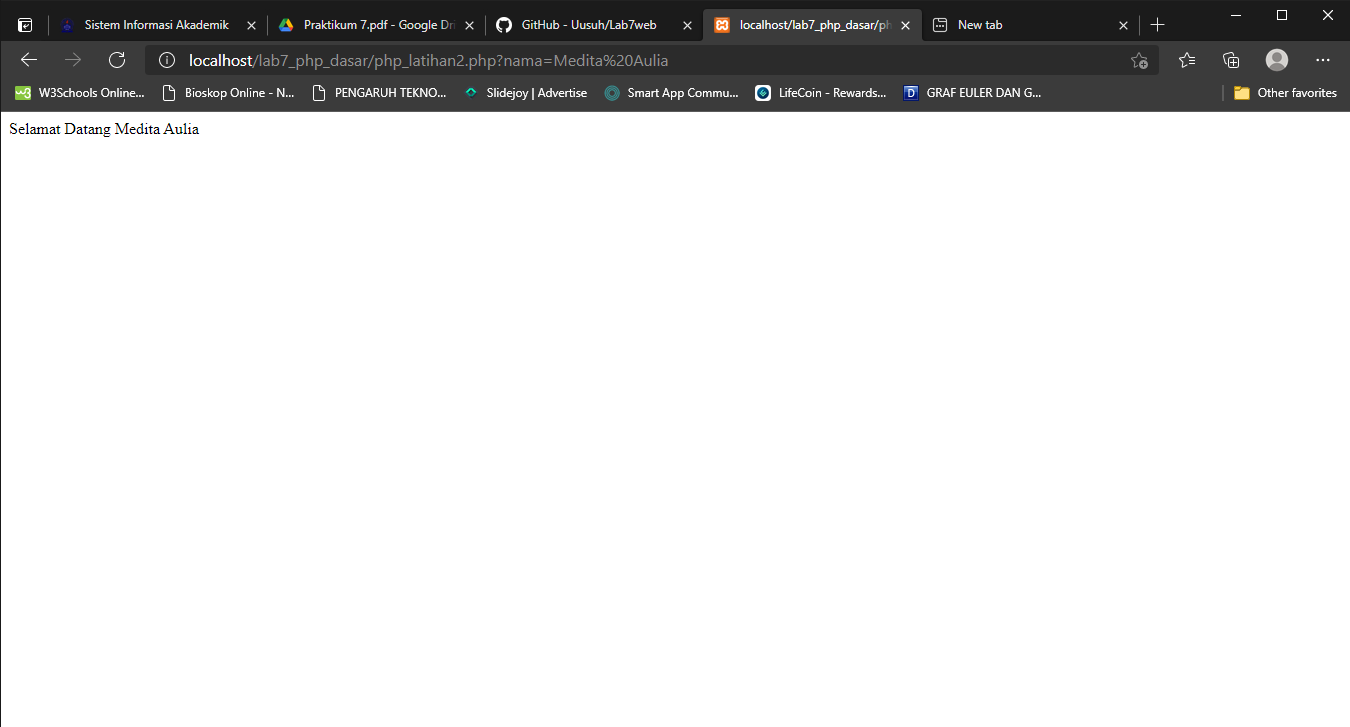 Sistem Informasi Akademik
Praktikum 7.pdf - Google Dri
GitHub - Uusuh/Lab7web
localhost/lab7_php_dasar/ph
New tab
localhost/lab7_php_dasar/php_latihan2.php?nama=Medita%20Aulia
W3Schools Online...
Bioskop Online - N...
PENGARUH TEKNO...
Slidejoy | Advertise
Smart App Commu...
LifeCoin - Rewards...
D
GRAF EULER DAN G...
Other favorites
Selamat Datang Medita Aulia